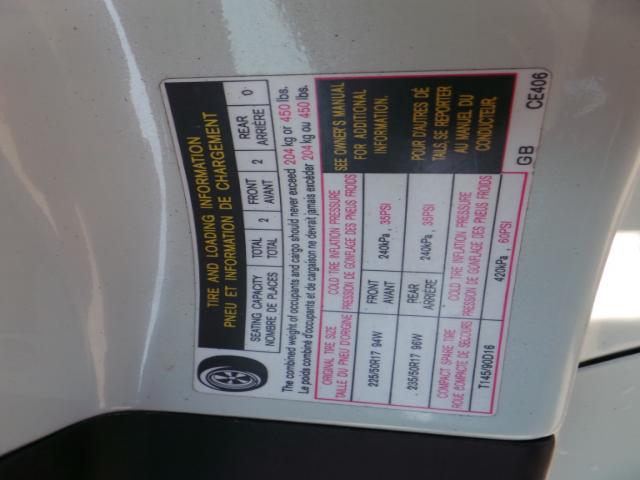 TIRE AND LOADING INFORMATION
PNEU ET INFORMATION DE CHARGEMENT
SEATING CAPACITY TOTAL 2 FRONT 2 REAR 0
NOMBRE DE PLACES TOTAL AVANT ARRIÈRE
The combined weight of occupants and cargo should never exceed 204 kg or 450 lbs.
Le poids combiné d'occupants et de cargaison ne devrait jamais excéder 204 kg ou 450 lbs.
ORIGINAL TIRE SIZE COLD TIRE INFLATION PRESSURE
TAILLE DU PNEU D'ORIGINE PRESSION DE GONFLAGE DES PNEUS FROIDS
225/50R17 94W FRONT 240kPa , 35PSI
AVANT
235/50R17 96W REAR 240kPa , 35PSI
ARRIÈRE
COMPACT SPARE TIRE COLD TIRE INFLATION PRESSURE
ROUE COMPACTE DE SECOURS PRESSION DE GONFLAGE DES PNEUS FROIDS
T145/90D16 420kPa , 60PSI
SEE OWNER'S MANUAL
FOR ADDITIONAL
INFORMATION.
POUR D'AUTRES DÉ
TAILS, SE REPORTER
AU MANUEL DU
CONDUCTEUR.
GB CE406